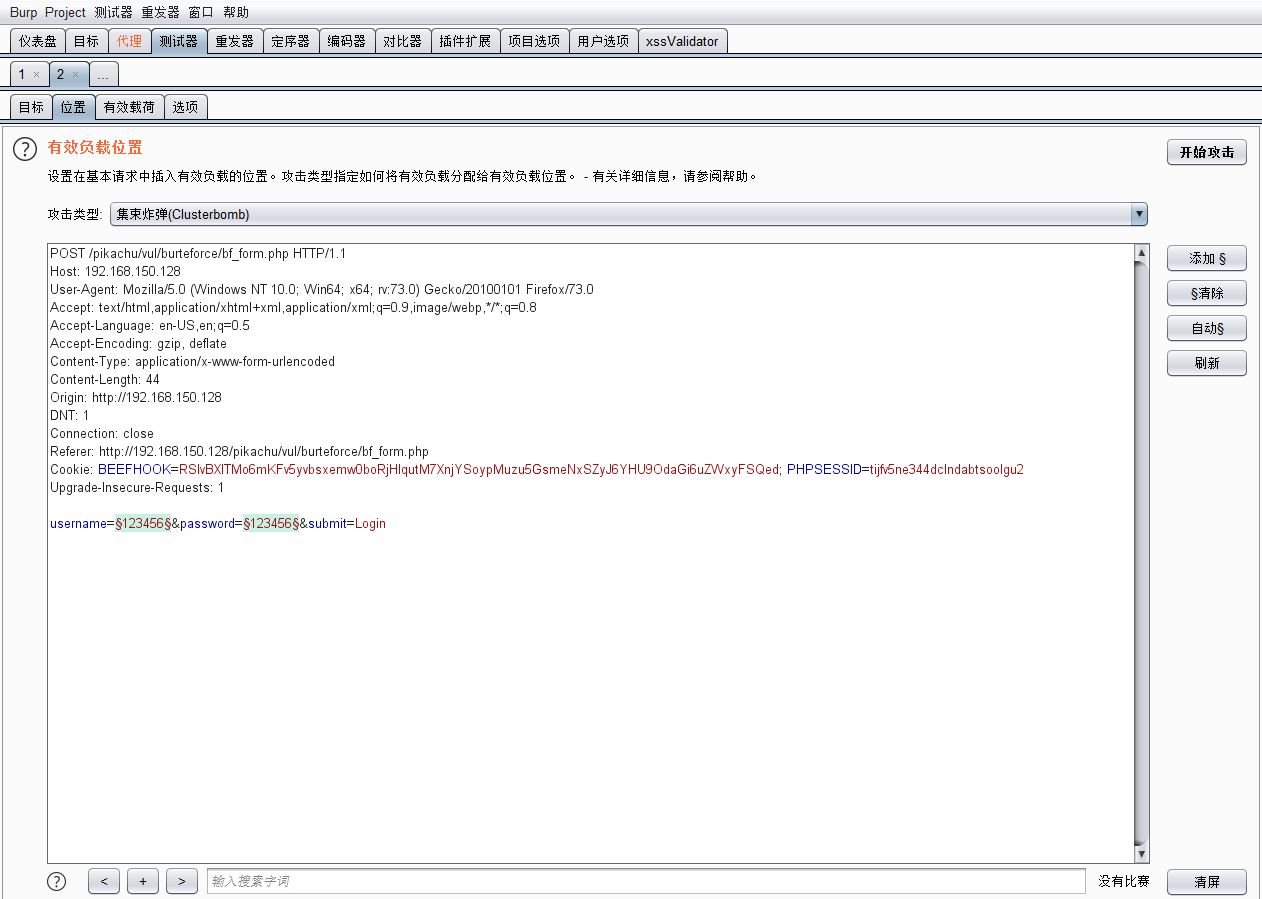 Burp Project 测试器 重发器 窗口 帮助
仪表盘 目标 代理 测试器 重发器 定序器 编码器 对比器 插件扩展 项目选项 用户选项 xssValidator
1 × 2 × ...
目标 位置 有效载荷 选项
? 有效负载位置
开始攻击
设置在基本请求中插入有效负载的位置。攻击类型指定如何将有效负载分配给有效负载位置。 - 有关详细信息，请参阅帮助。
攻击类型: 集束炸弹(Clusterbomb)
POST /pikachu/vul/burteforce/bf_form.php HTTP/1.1
Host: 192.168.150.128
User-Agent: Mozilla/5.0 (Windows NT 10.0; Win64; x64; rv:73.0) Gecko/20100101 Firefox/73.0
Accept: text/html,application/xhtml+xml,application/xml;q=0.9,image/webp,*/*;q=0.8
Accept-Language: en-US,en;q=0.5
Accept-Encoding: gzip, deflate
Content-Type: application/x-www-form-urlencoded
Content-Length: 44
Origin: http://192.168.150.128
DNT: 1
Connection: close
Referer: http://192.168.150.128/pikachu/vul/burteforce/bf_form.php
Cookie: BEEFHOOK= PHPSESSID=
Upgrade-Insecure-Requests: 1
username=§123456§&password=§123456§&submit=Login
添加 §
§清除
自动§
刷新
? < + > 输入搜索字词 没有比赛 清屏